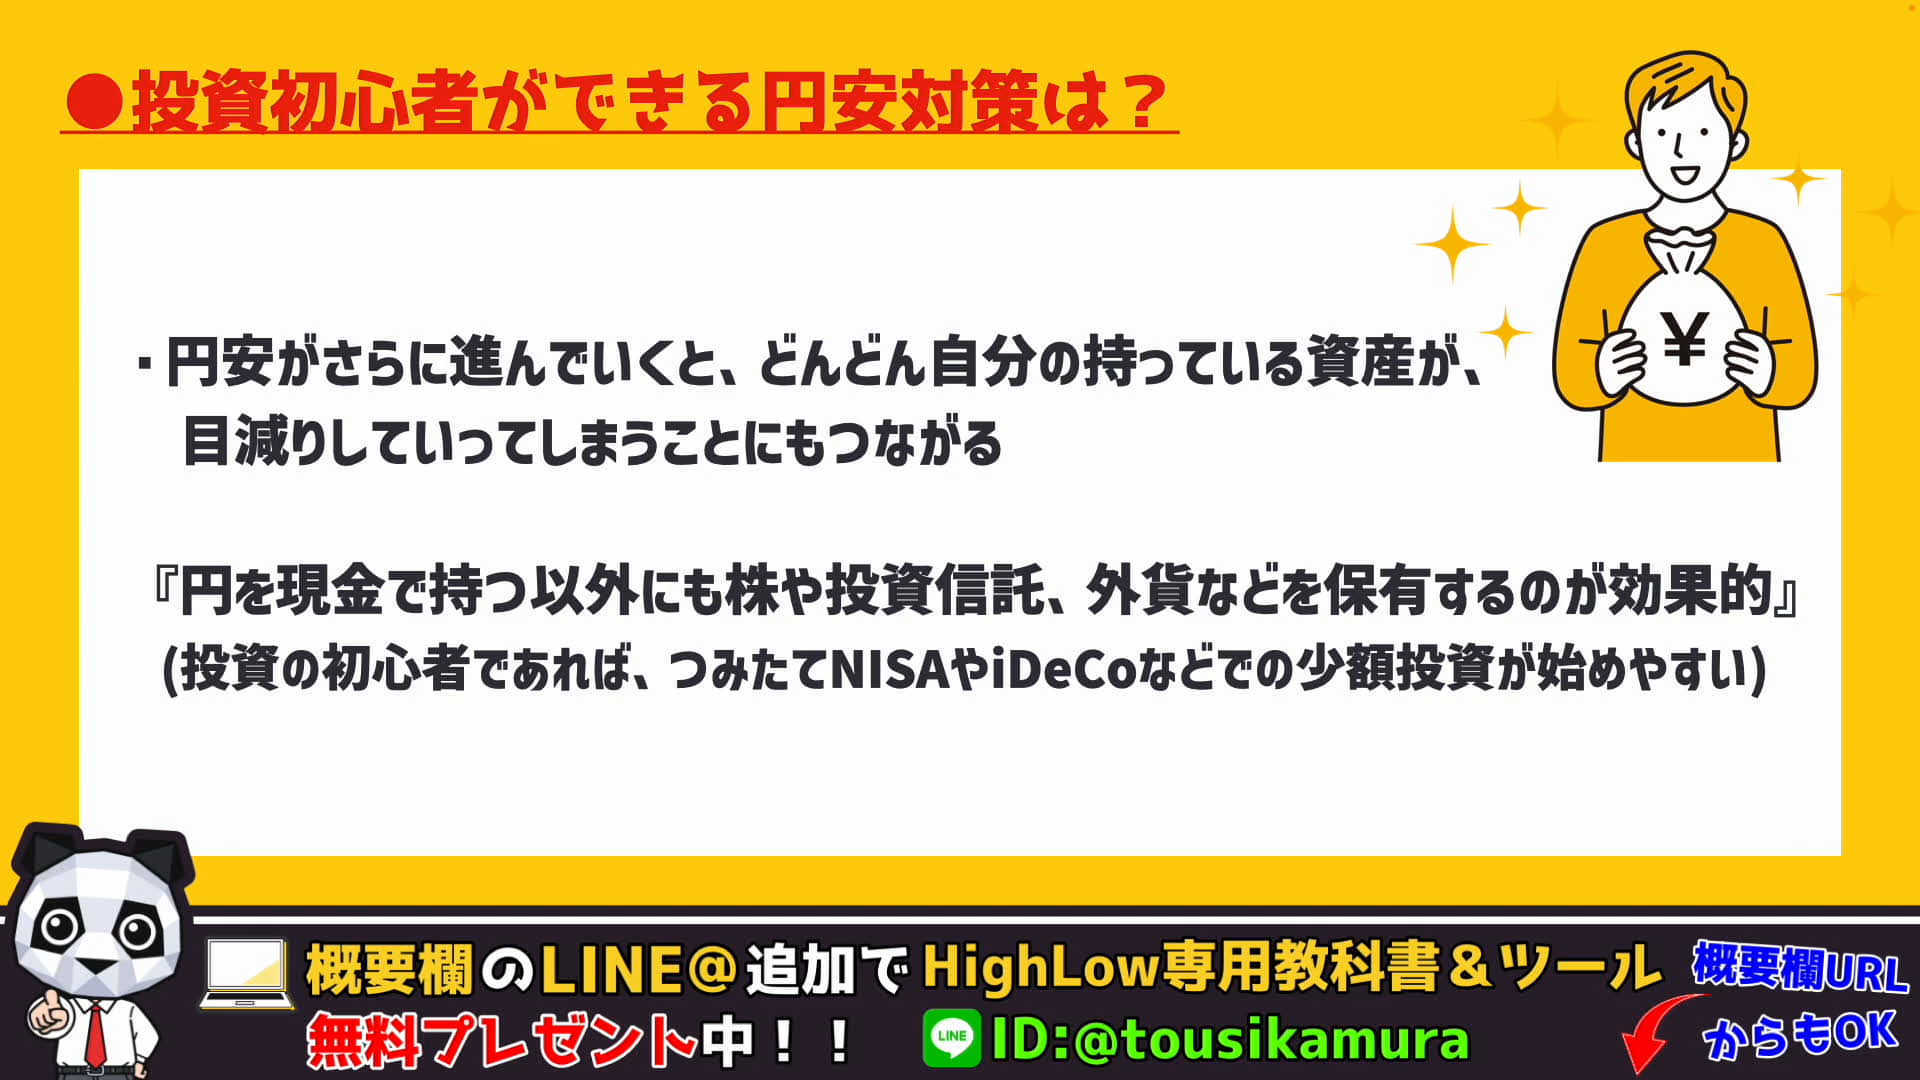 ●投資初心者ができる円安対策は？
¥
・円安がさらに進んでいくと、どんどん自分の持っている資産が、
目減りしていってしまうことにもつながる
『円を現金で持つ以外にも株や投資信託、外貨などを保有するのが効果的』
(投資の初心者であれば、つみたてNISAやiDeCoなどでの少額投資が始めやすい)
概要欄のLINE@追加でHighLow専用教科書＆ツール
無料プレゼント中！！
LINE ID:@tousikamura
概要欄URL
からもOK